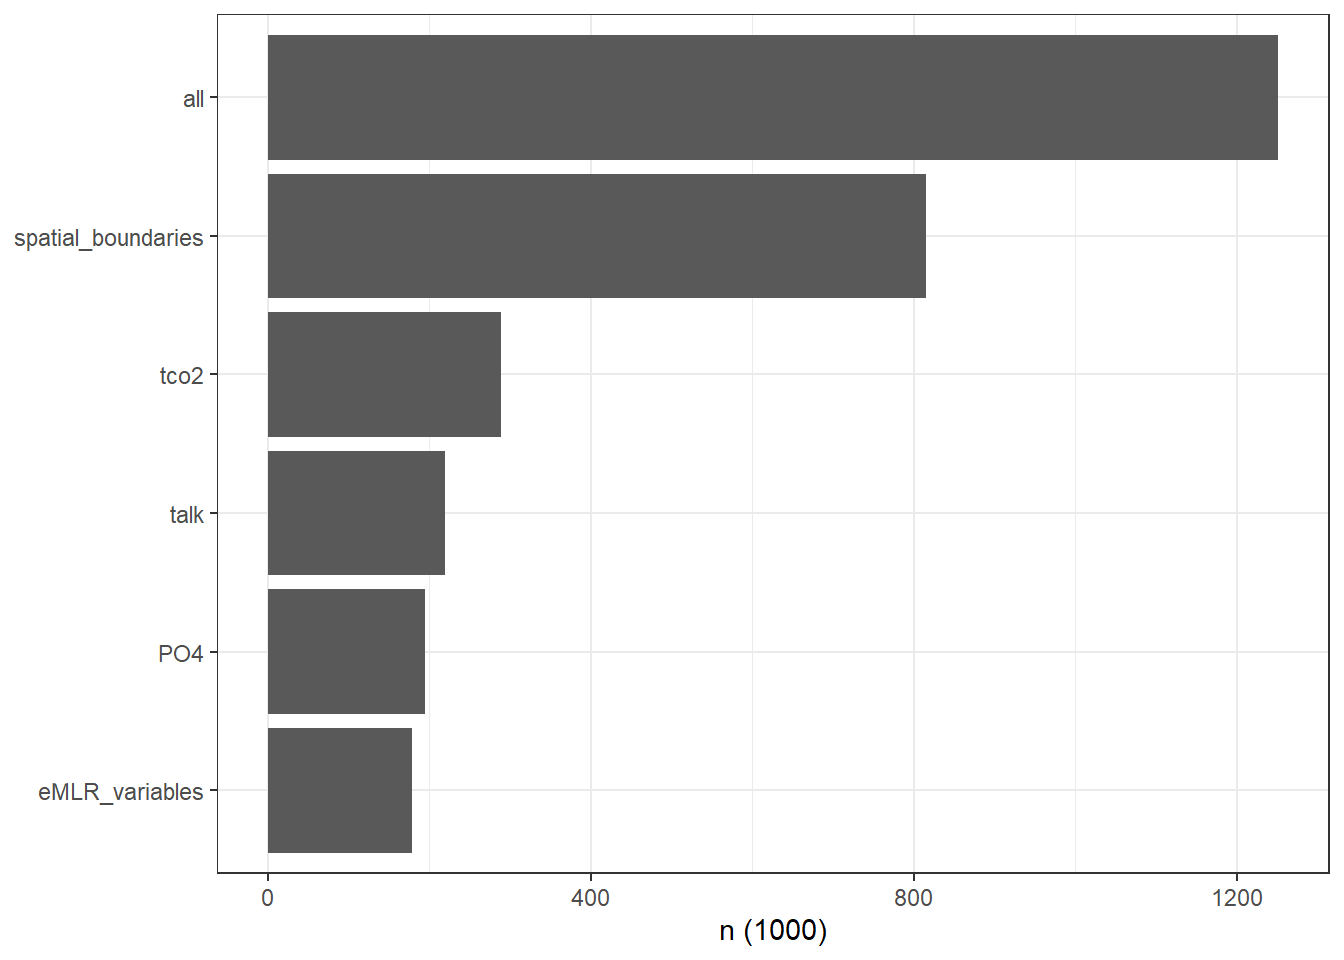 all
spatial_boundaries
tco2
talk
PO4
eMLR_variables
0 400 800 1200
n (1000)